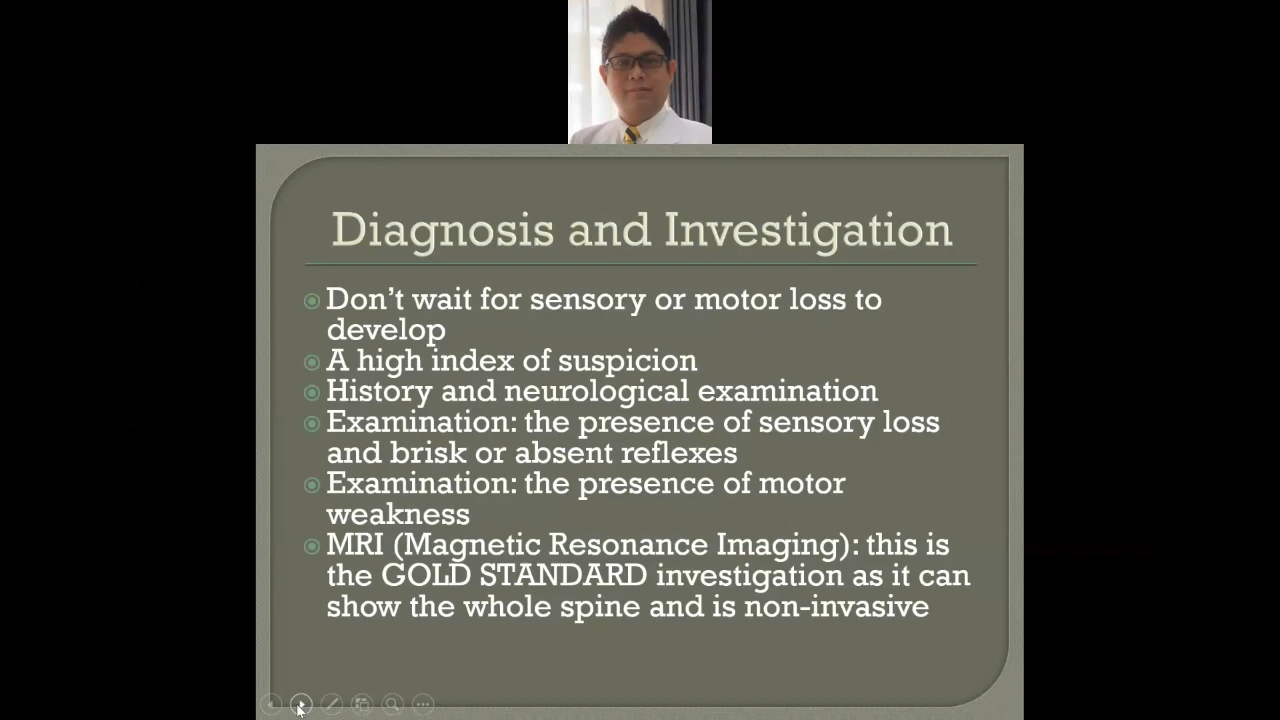 Diagnosis and Investigation
Don't wait for sensory or motor loss to
develop
A high index of suspicion
History and neurological examination
Examination: the presence of sensory loss
and brisk or absent reflexes
Examination: the presence of motor
weakness
MRI (Magnetic Resonance Imaging): this is
the GOLD STANDARD investigation as it can
show the whole spine and is non-invasive